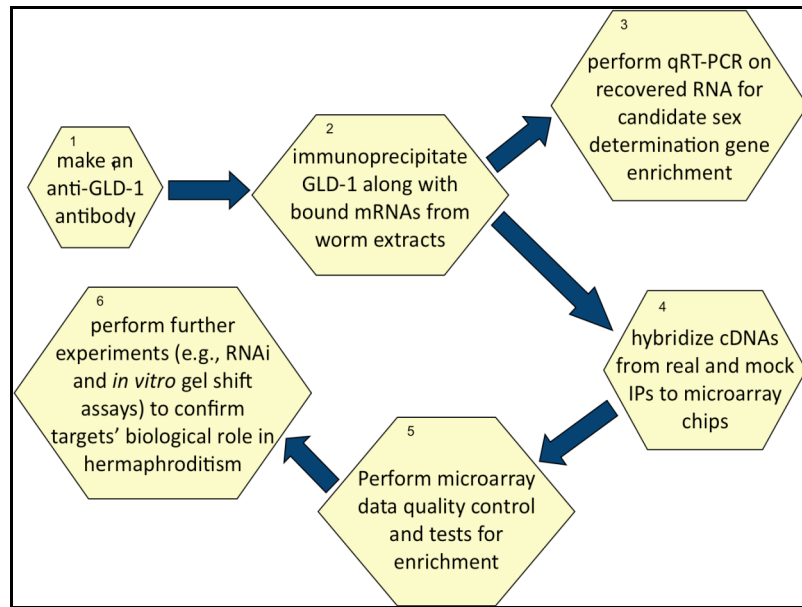 1
make an
anti-GLD-1
antibody
2
immunoprecipitate
GLD-1 along with
bound mRNAs from
worm extracts
3
perform qRT-PCR on
recovered RNA for
candidate sex
determination gene
enrichment
4
hybridize cDNAs
from real and mock
IPs to microarray
chips
5
Perform microarray
data quality control
and tests for
enrichment
6
perform further
experiments (e.g., RNAi
and in vitro gel shift
assays) to confirm
targets' biological role in
hermaphroditism